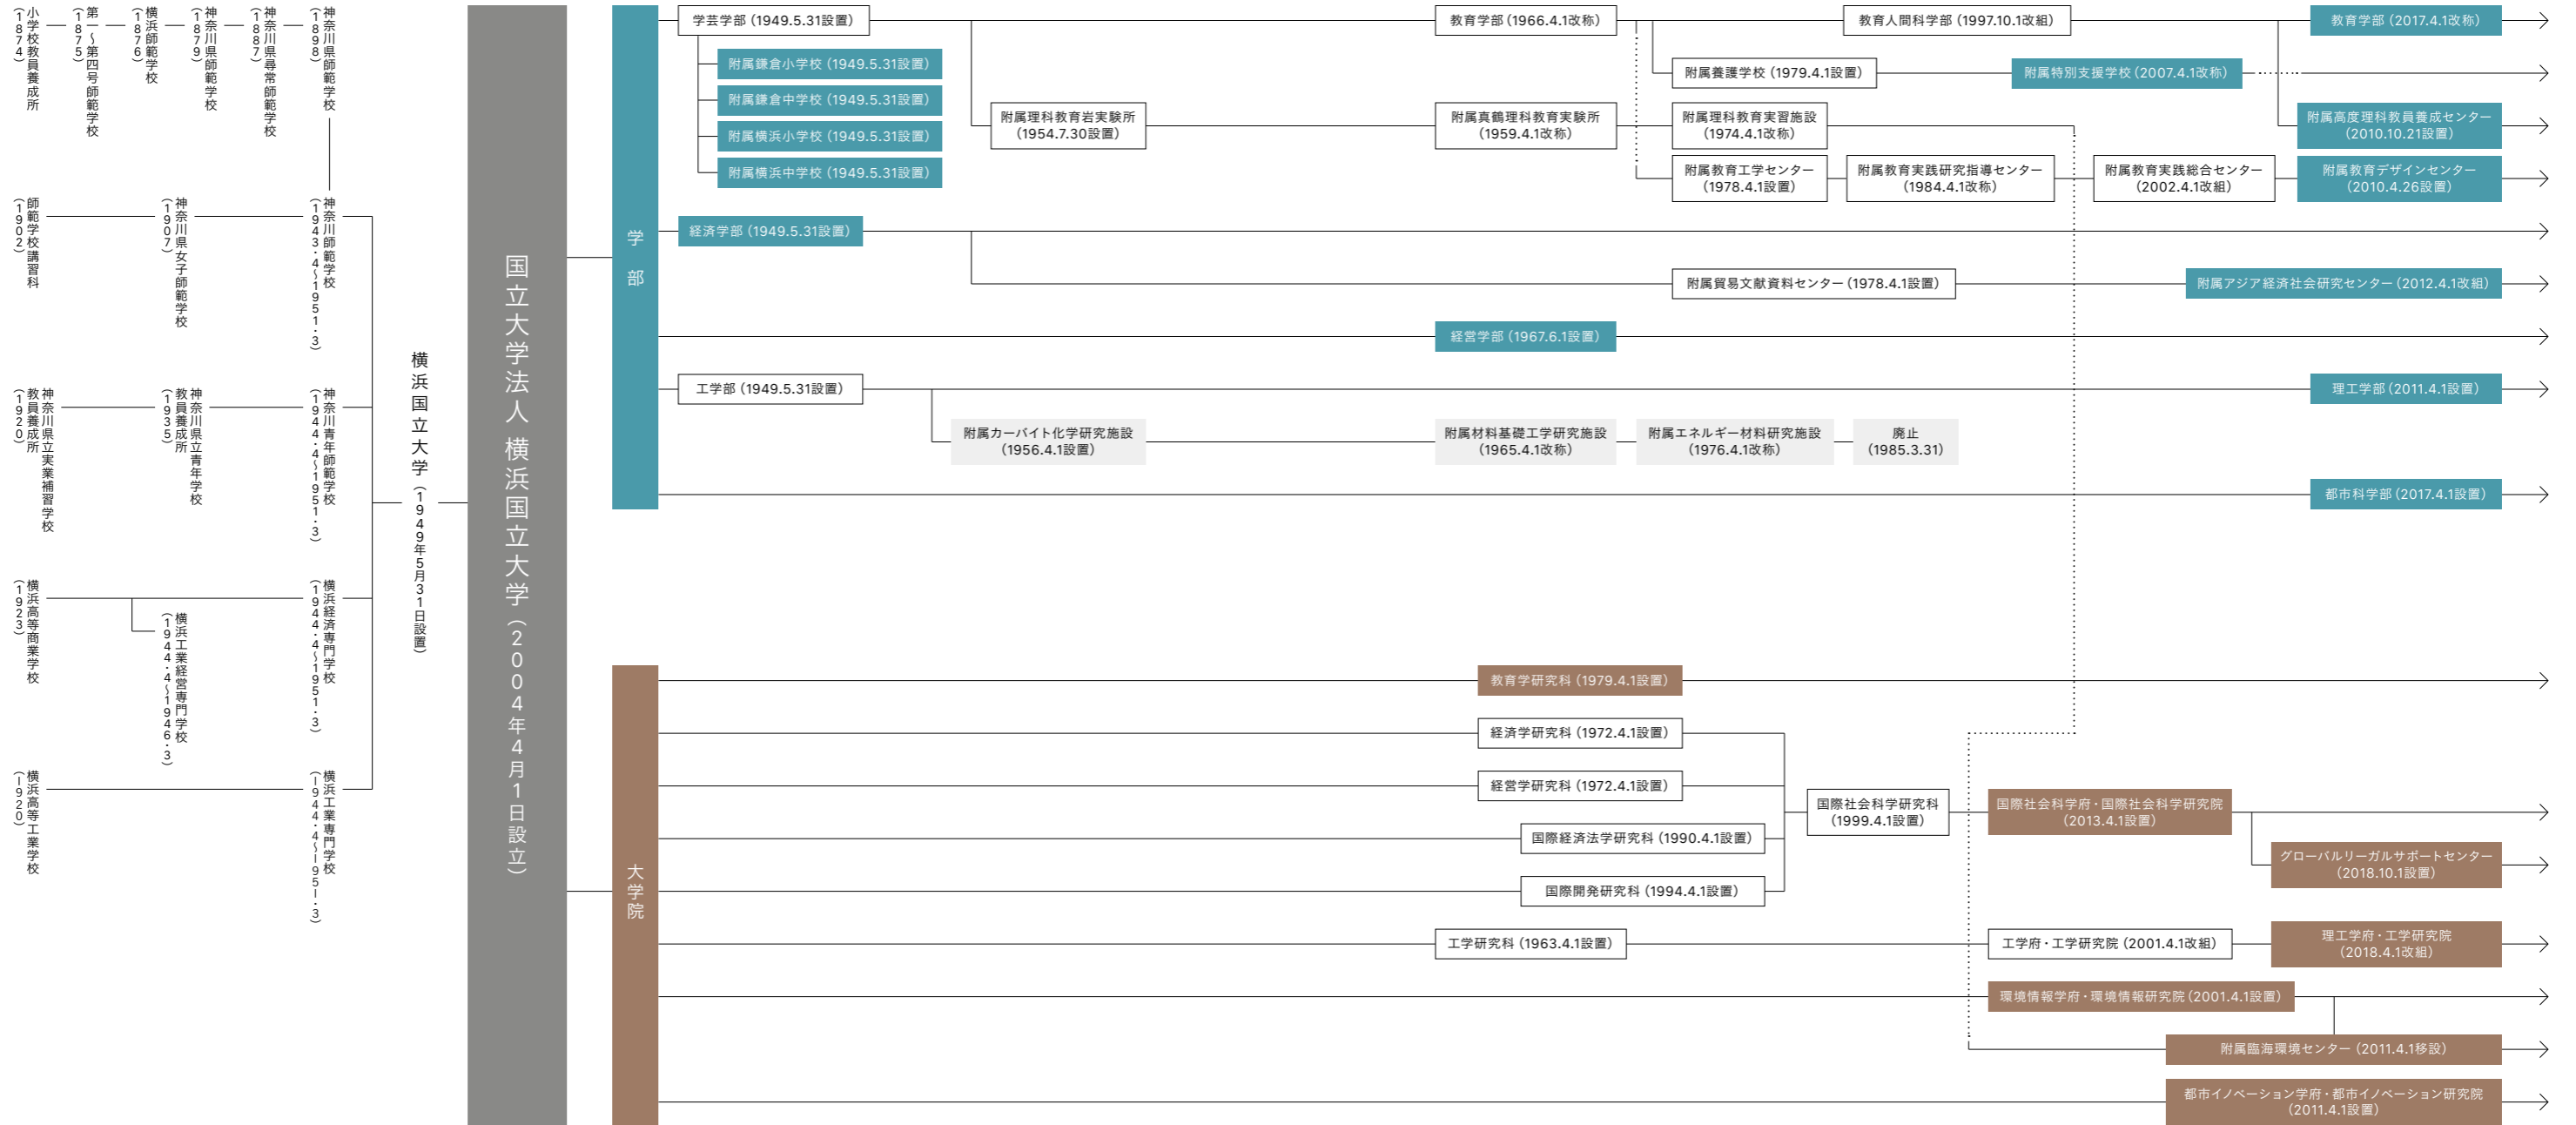 小学校教員養成所
（1874）
第一～第四号師範学校
（1875）
横浜師範学校
（1876）
神奈川県師範学校
（1879）
神奈川県尋常師範学校
（1887）
神奈川県師範学校
（1898）
師範学校講習科
（1902）
神奈川県女子師範学校
（1907）
神奈川師範学校
（1943・4～1951・3）
神奈川県立実業補習学校
教員養成所
（1920）
神奈川県立青年学校
教員養成所
（1935）
神奈川青年師範学校
（1944・4～1951・3）
横浜高等商業学校
（1923）
横浜工業経営専門学校
（1944・4～1946・3）
横浜経済専門学校
（1944・4～1951・3）
横浜高等工業学校
（1920）
横浜工業専門学校
（1944・4～1951・3）
横浜国立大学（1949年5月31日設置）
国立大学法人 横浜国立大学（2004年4月1日設立）
学部
学芸学部（1949.5.31設置）
教育学部（1966.4.1改称）
教育人間科学部（1997.10.1改組）
教育学部（2017.4.1改称）
附属鎌倉小学校（1949.5.31設置）
附属鎌倉中学校（1949.5.31設置）
附属横浜小学校（1949.5.31設置）
附属横浜中学校（1949.5.31設置）
附属養護学校（1979.4.1設置）
附属特別支援学校（2007.4.1改称）
附属理科教育岩実験所
（1954.7.30設置）
附属真鶴理科教育実験所
（1959.4.1改称）
附属理科教育実習施設
（1974.4.1改称）
附属高度理科教員養成センター
（2010.10.21設置）
附属教育工学センター
（1978.4.1設置）
附属教育実践研究指導センター
（1984.4.1改称）
附属教育実践総合センター
（2002.4.1改組）
附属教育デザインセンター
（2010.4.26設置）
経済学部（1949.5.31設置）
附属貿易文献資料センター（1978.4.1設置）
附属アジア経済社会研究センター（2012.4.1改組）
経営学部（1967.6.1設置）
工学部（1949.5.31設置）
理工学部（2011.4.1設置）
附属カーバイト化学研究施設
（1956.4.1設置）
附属材料基礎工学研究施設
（1965.4.1改称）
附属エネルギー材料研究施設
（1976.4.1改称）
廃止
（1985.3.31）
都市科学部（2017.4.1設置）
大学院
教育学研究科（1979.4.1設置）
経済学研究科（1972.4.1設置）
経営学研究科（1972.4.1設置）
国際経済法学研究科（1990.4.1設置）
国際開発研究科（1994.4.1設置）
国際社会科学研究科
（1999.4.1設置）
国際社会科学府・国際社会科学研究院
（2013.4.1設置）
グローバルリーガルサポートセンター
（2018.10.1設置）
工学研究科（1963.4.1設置）
工学府・工学研究院（2001.4.1改組）
理工学府・工学研究院
（2018.4.1改組）
環境情報学府・環境情報研究院（2001.4.1設置）
附属臨海環境センター（2011.4.1移設）
都市イノベーション学府・都市イノベーション研究院
（2011.4.1設置）